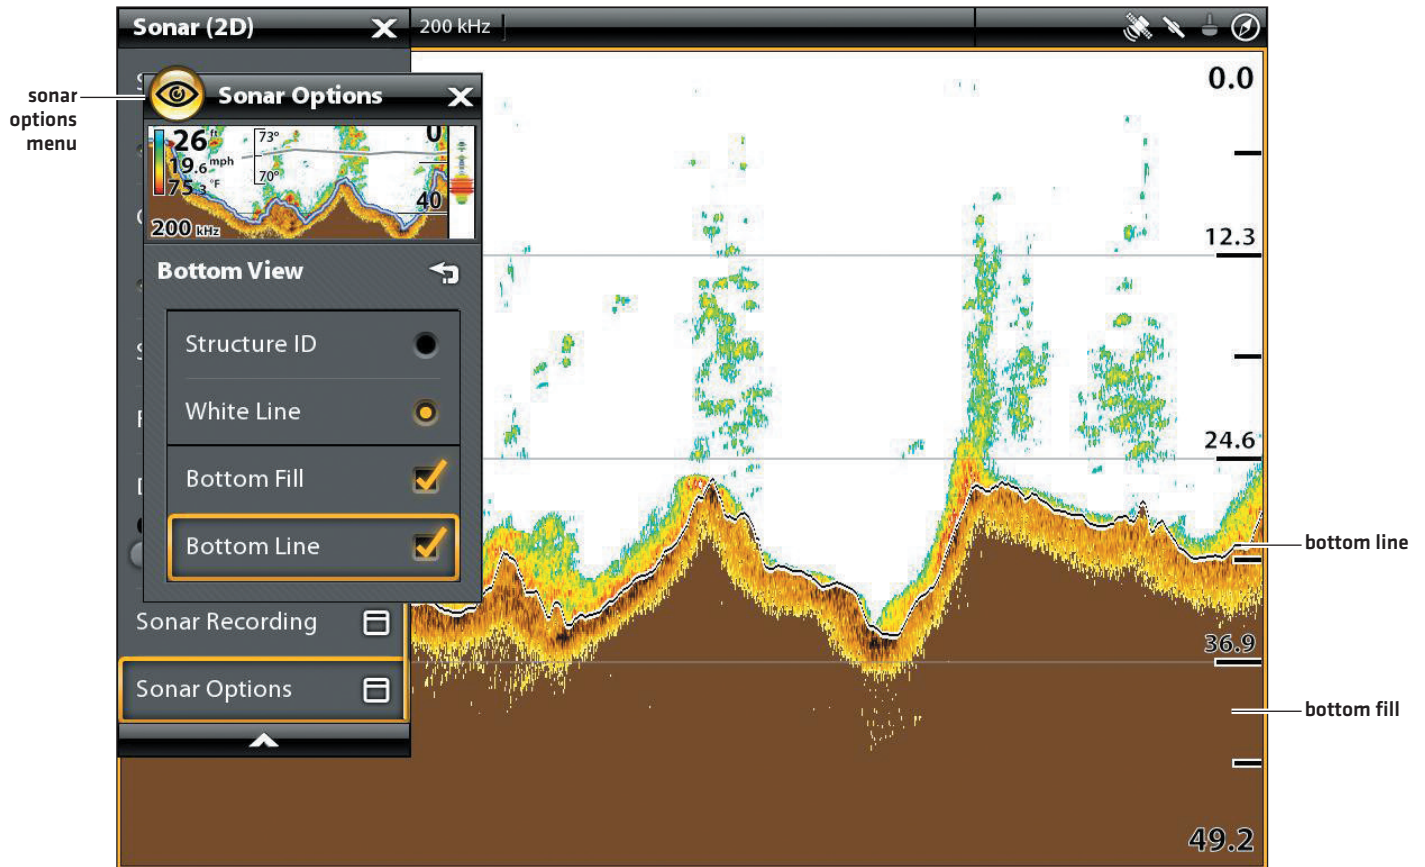 Sonar (2D)
200 kHz
sonar
options
menu
Sonar Options
26 ft
19.6 mph
75.3 °F
73°
70°
0
40
200 kHz
Bottom View
Structure ID
White Line
Bottom Fill
Bottom Line
Sonar Recording
Sonar Options
0.0
12.3
24.6
36.9
49.2
bottom line
bottom fill